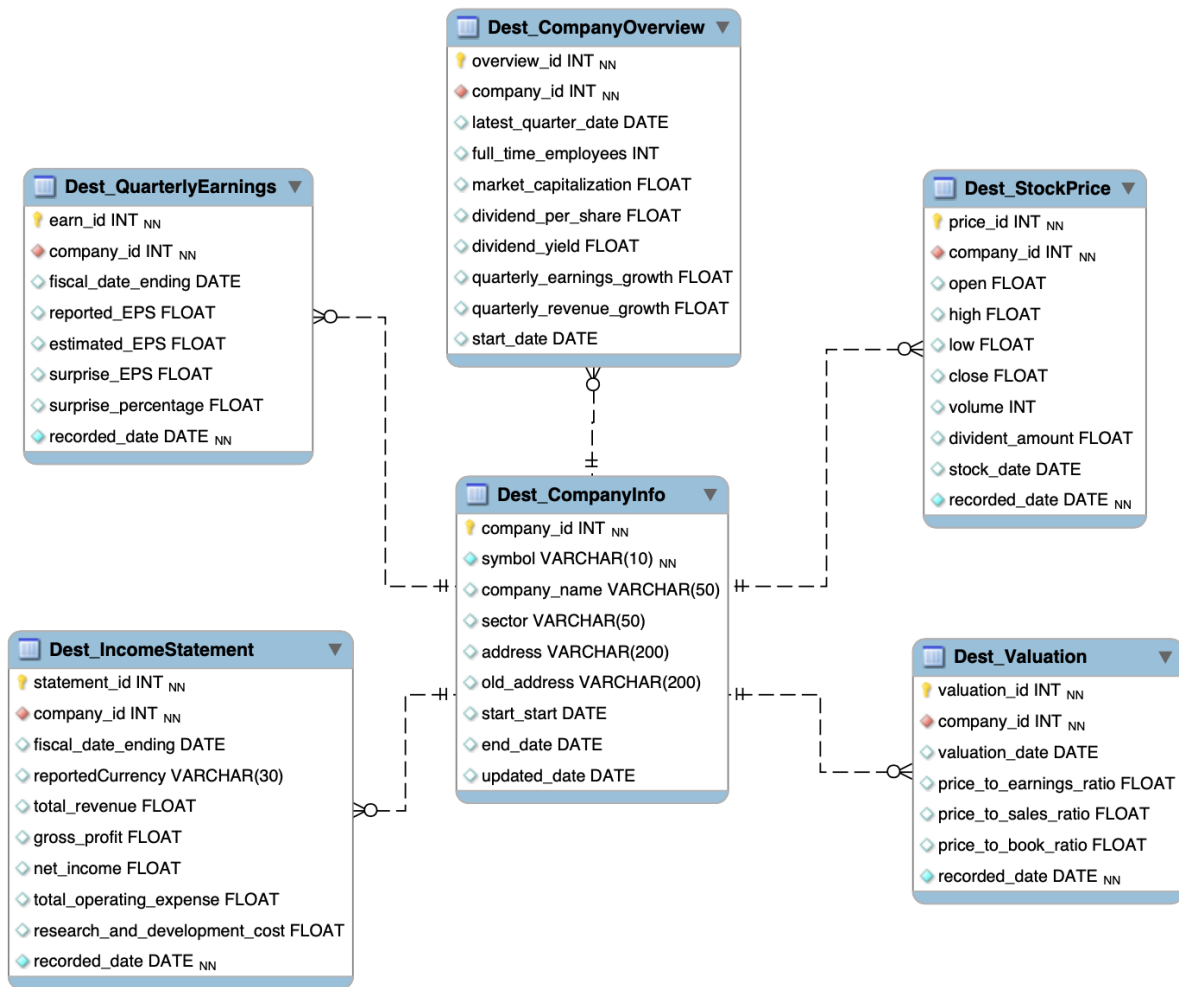 Dest_CompanyOverview
overview_id INT NN
company_id INT NN
latest_quarter_date DATE
full_time_employees INT
market_capitalization FLOAT
dividend_per_share FLOAT
dividend_yield FLOAT
quarterly_earnings_growth FLOAT
quarterly_revenue_growth FLOAT
start_date DATE
Dest_QuarterlyEarnings
earn_id INT NN
company_id INT NN
fiscal_date_ending DATE
reported_EPS FLOAT
estimated_EPS FLOAT
surprise_EPS FLOAT
surprise_percentage FLOAT
recorded_date DATE NN
Dest_StockPrice
price_id INT NN
company_id INT NN
open FLOAT
high FLOAT
low FLOAT
close FLOAT
volume INT
divident_amount FLOAT
stock_date DATE
recorded_date DATE NN
Dest_CompanyInfo
company_id INT NN
symbol VARCHAR(10) NN
company_name VARCHAR(50)
sector VARCHAR(50)
address VARCHAR(200)
old_address VARCHAR(200)
start_start DATE
end_date DATE
updated_date DATE
Dest_IncomeStatement
statement_id INT NN
company_id INT NN
fiscal_date_ending DATE
reportedCurrency VARCHAR(30)
total_revenue FLOAT
gross_profit FLOAT
net_income FLOAT
total_operating_expense FLOAT
research_and_development_cost FLOAT
recorded_date DATE NN
Dest_Valuation
valuation_id INT NN
company_id INT NN
valuation_date DATE
price_to_earnings_ratio FLOAT
price_to_sales_ratio FLOAT
price_to_book_ratio FLOAT
recorded_date DATE NN